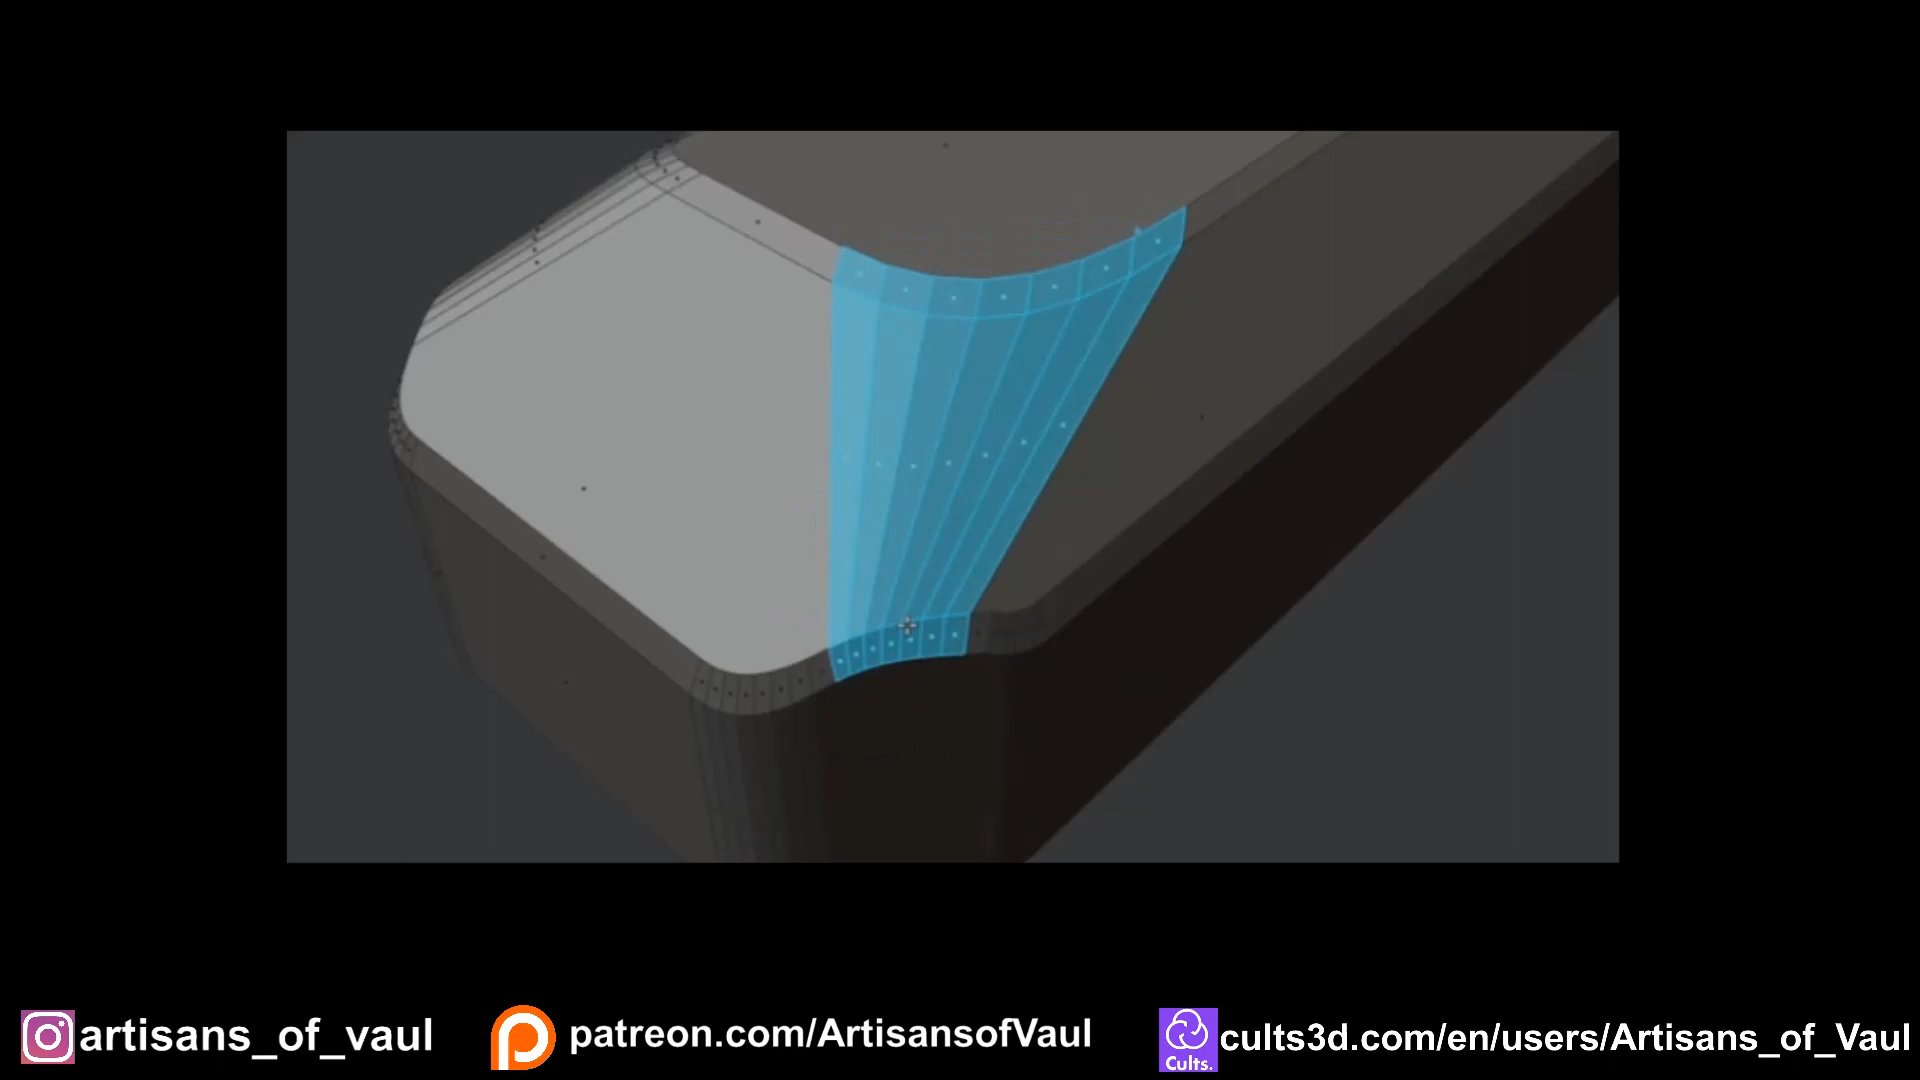 artisans_of_vaul
patreon.com/ArtisansofVaul
Cults.
cults3d.com/en/users/Artisans_of_Vaul